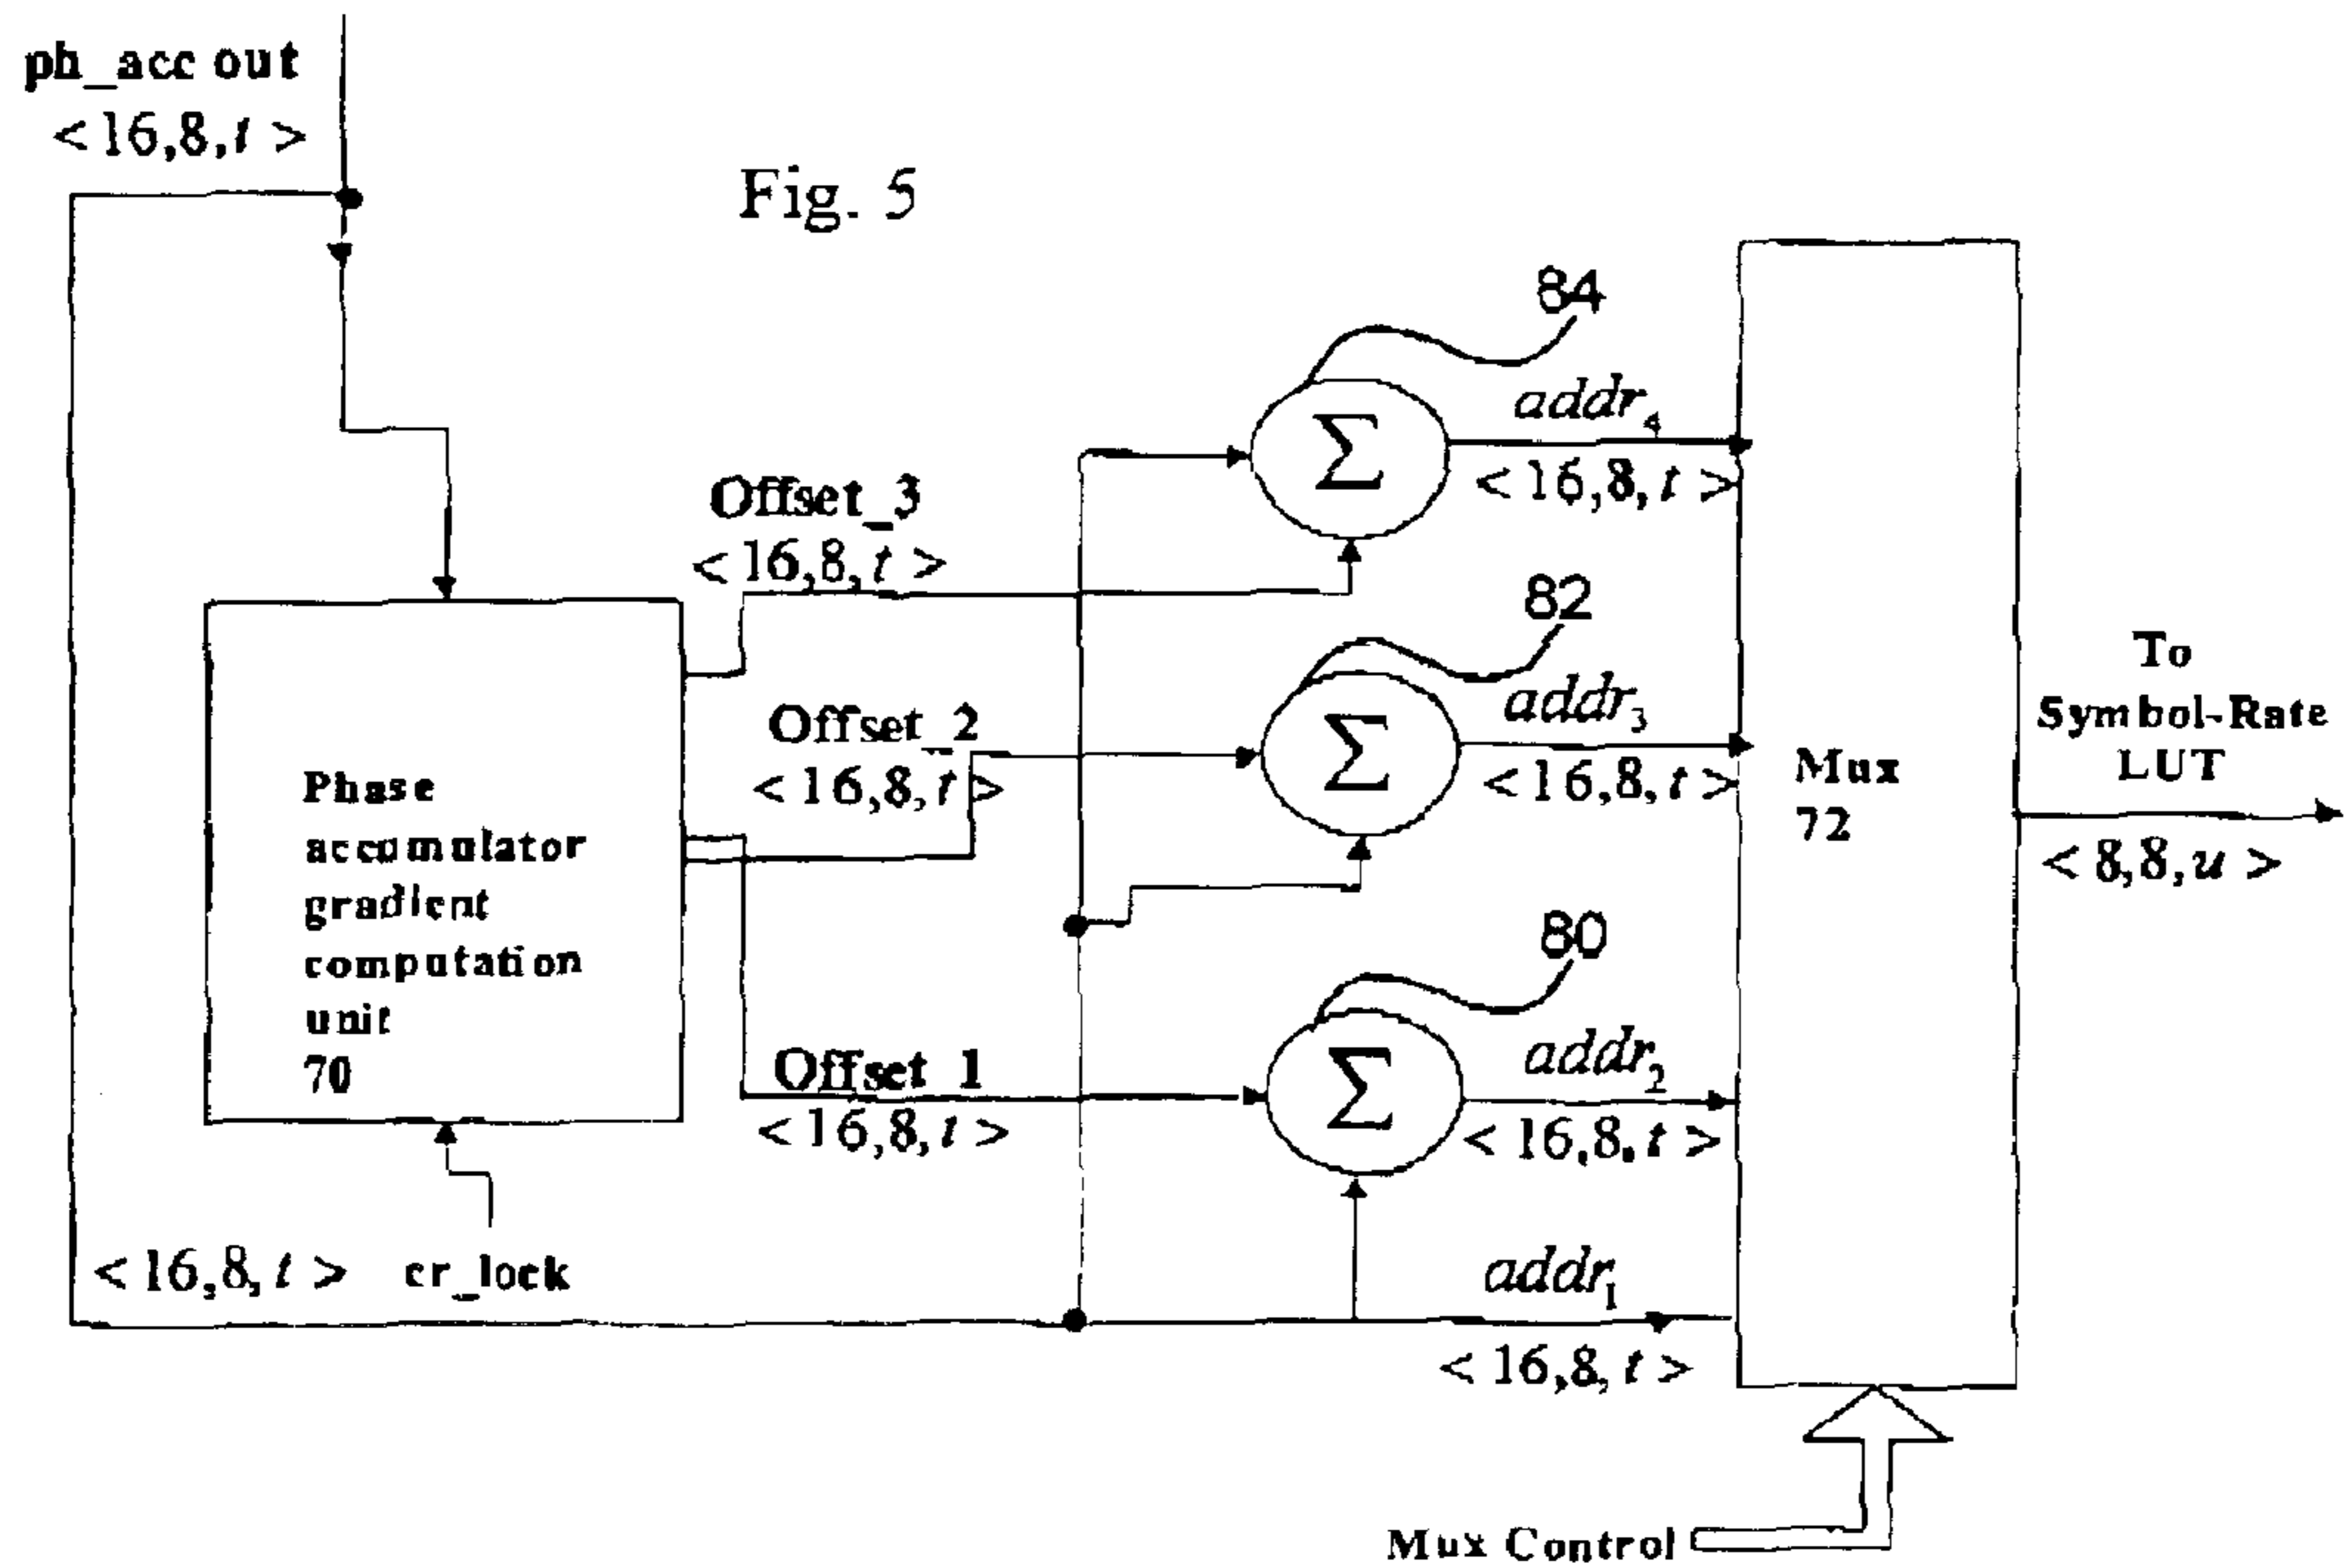 ph_acc out
< 16,8,t >
Fig. 5
84
addr4
< 16,8,t >
Offset_3
< 16,8,t >
82
addr3
< 16,8,t >
Offset_2
< 16,8,t >
Σ
Σ
Σ
Phase
accumulator
gradient
computation
unit
70
Mux
72
To
Symbol-Rate
LUT
< 8,8,u >
80
addr2
< 16,8,t >
Offset_1
< 16,8,t >
< 16,8,t >
cr_lock
addr1
< 16,8,t >
Mux Control